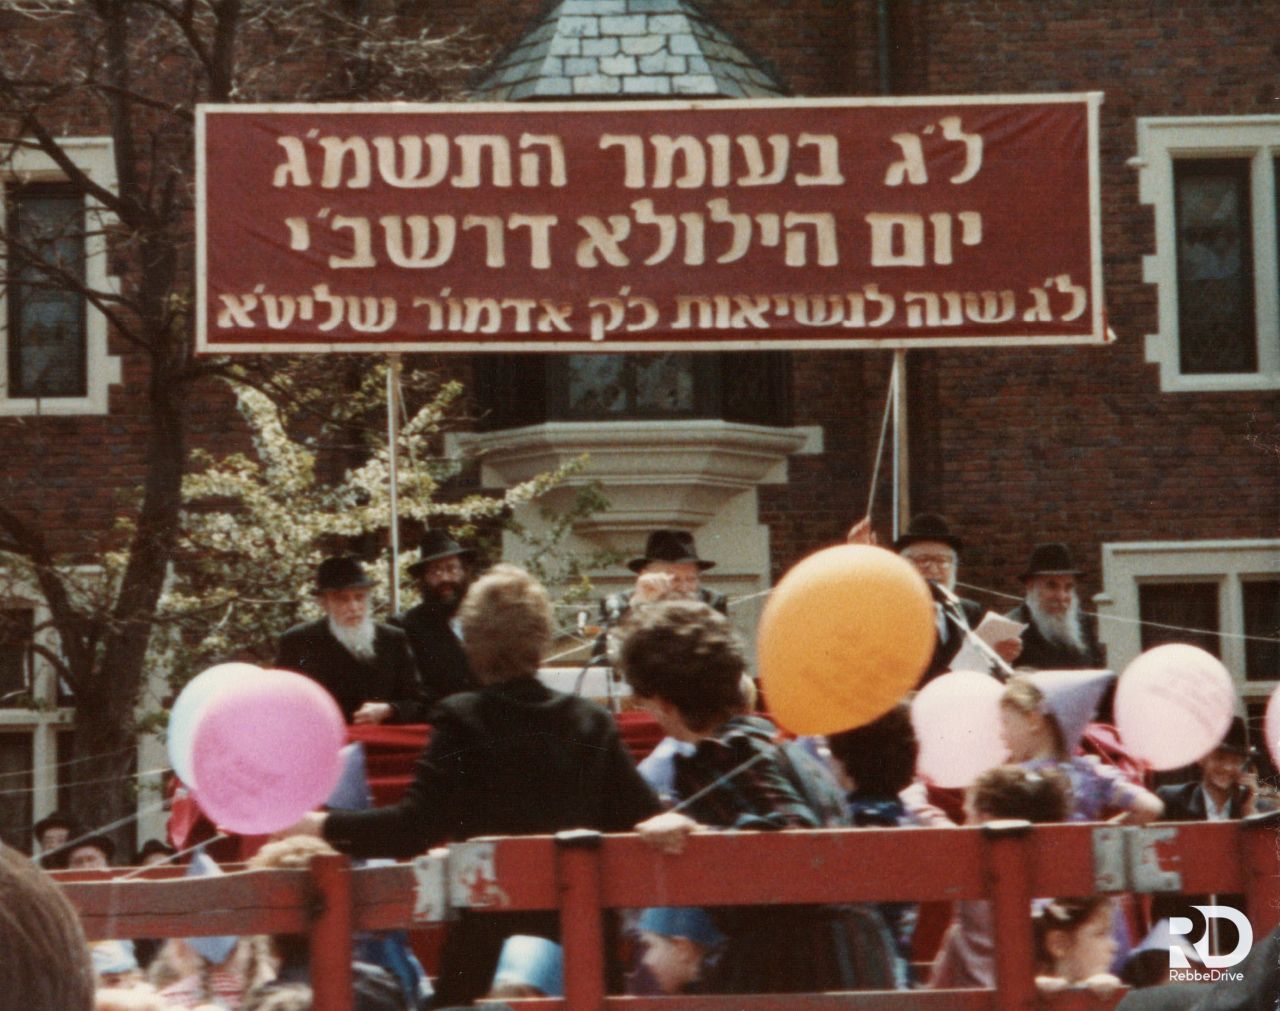 ל״ג בעומר התשמ״ג
יום הילולא דרשב״י
ל״ג שנה לנשיאות כ״ק אדמו״ר שליט״א
RD
RebbeDrive